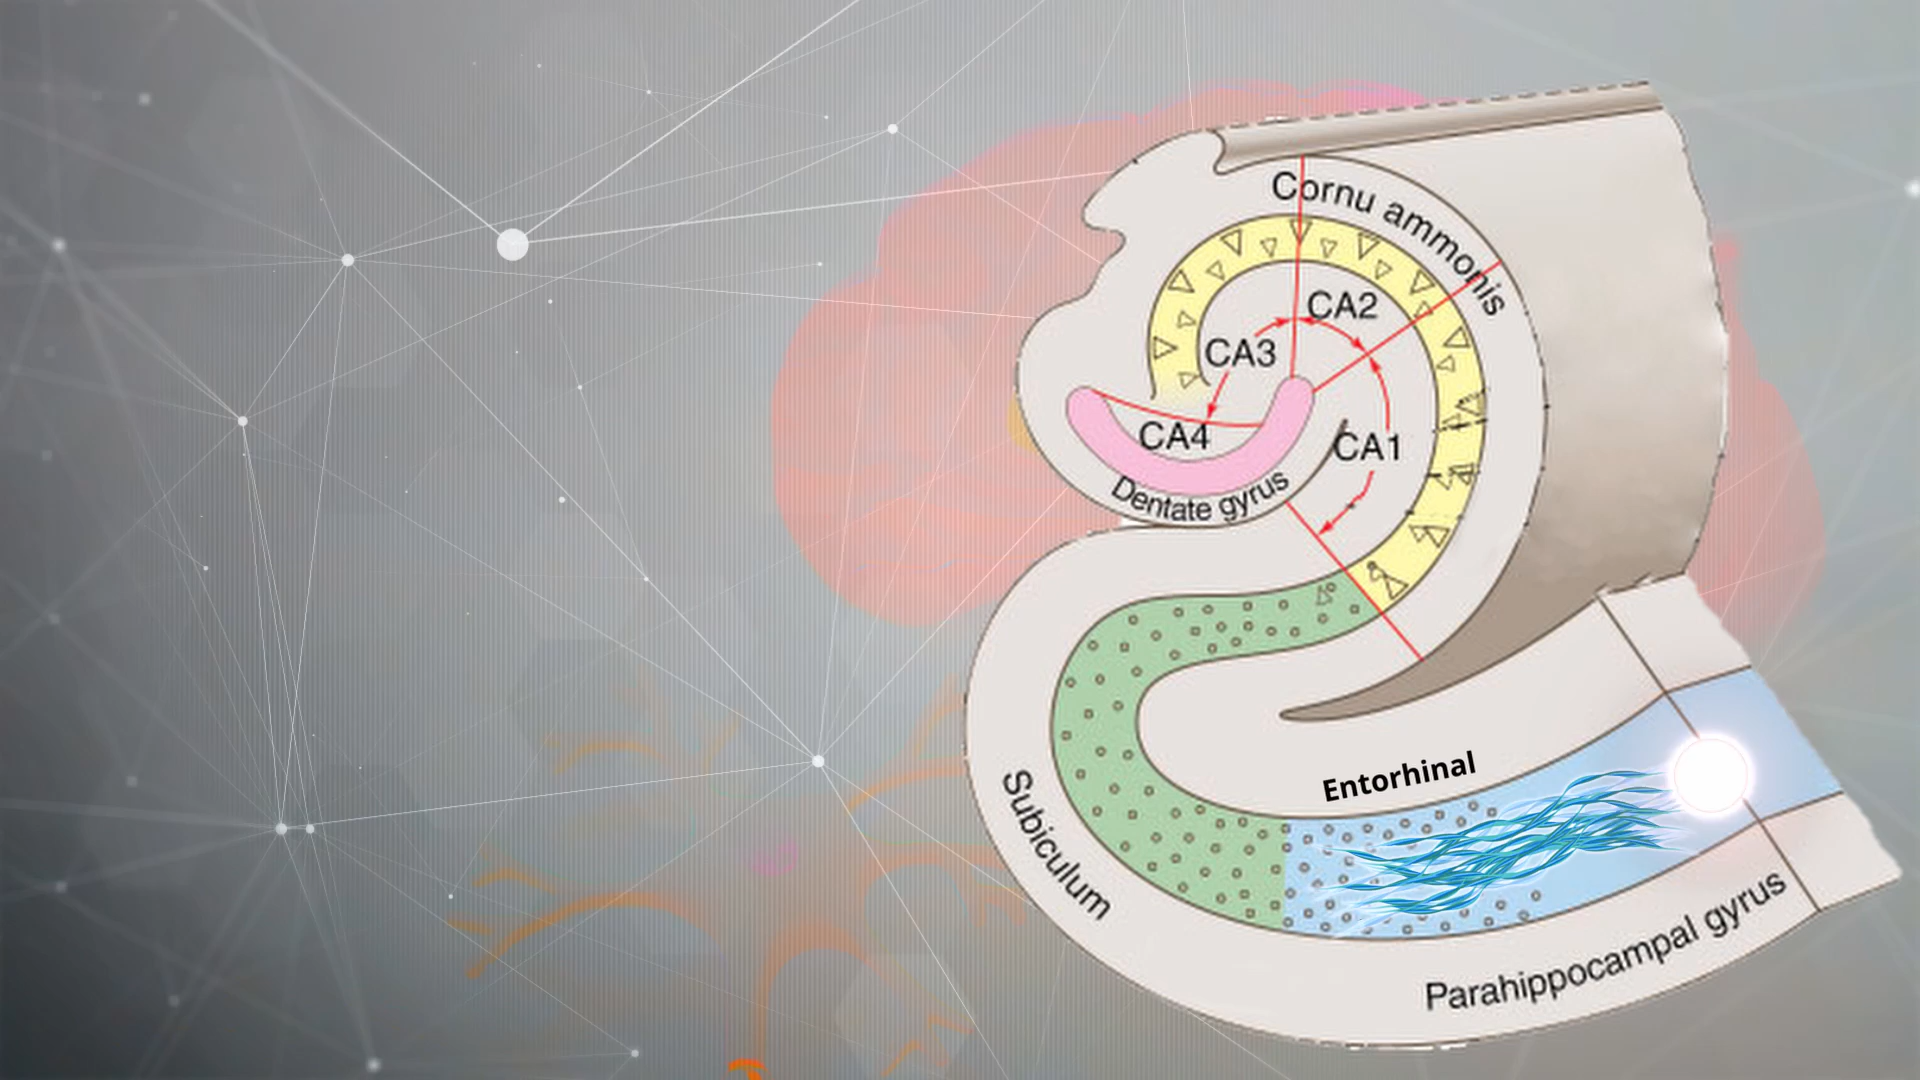 Cornu ammonis
CA2
CA3
CA4
CA1
Dentate gyrus
Entorhinal
Subiculum
Parahippocampal gyrus